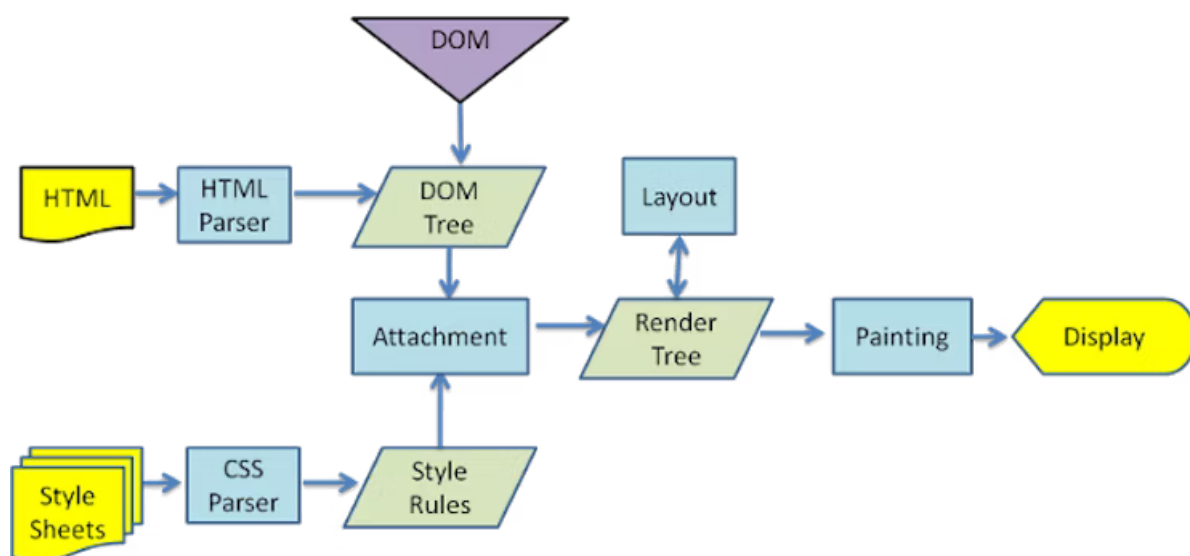 DOM
HTML
HTML
Parser
DOM
Tree
Layout
Attachment
Render
Tree
Painting
Display
Style
Sheets
CSS
Parser
Style
Rules